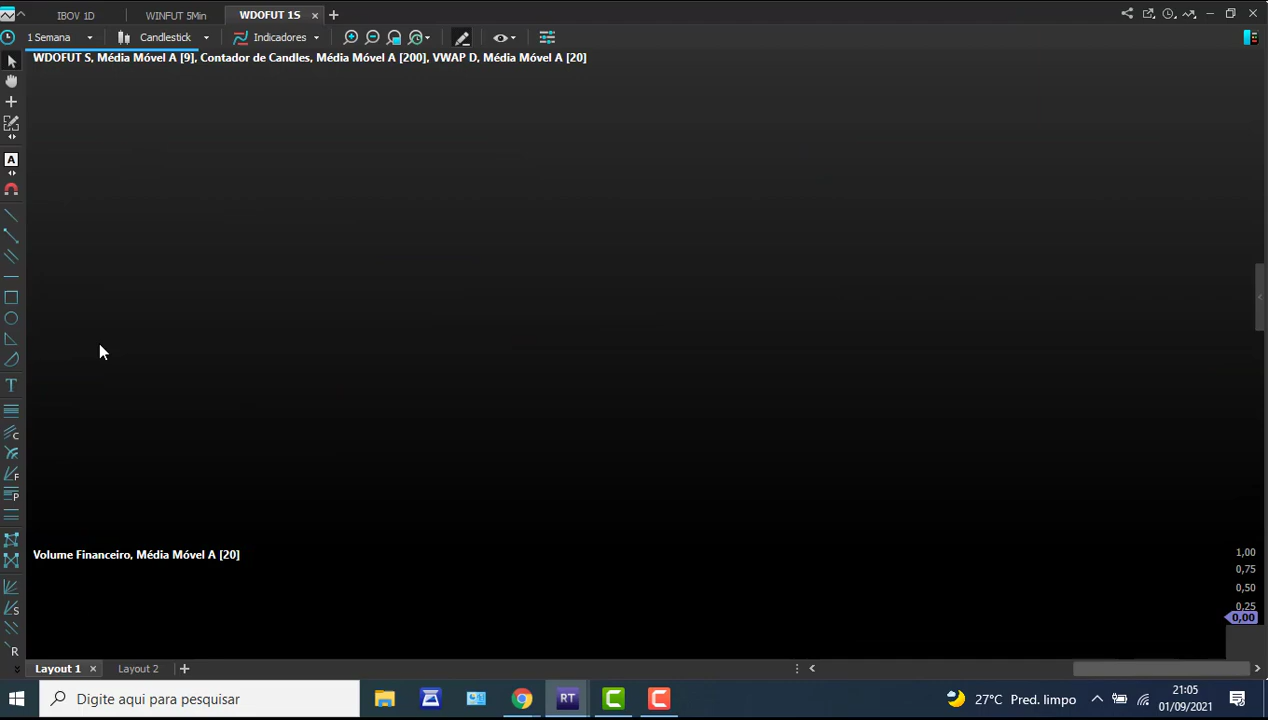 IBOV 1D WINFUT 5Min WDOFUT 1S
1 Semana Candlestick Indicadores
WDOFUT S, Média Móvel A [9], Contador de Candles, Média Móvel A [200], VWAP D, Média Móvel A [20]
A
T
C
F
P
Volume Financeiro, Média Móvel A [20]
1,00
0,75
0,50
0,25
0,00
S
R
Layout 1 Layout 2
Digite aqui para pesquisar
RT
C
C
27°C Pred. limpo
21:05
01/09/2021